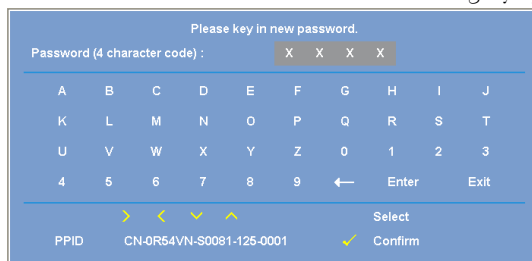 Please key in new password.
Password (4 character code) : X X X X
A B C D E F G H I J
K L M N O P Q R S T
U V W X Y Z 0 1 2 3
4 5 6 7 8 9 ← Enter Exit
Select
PPID CN-0R54VN-S0081-125-0001 ✓ Confirm